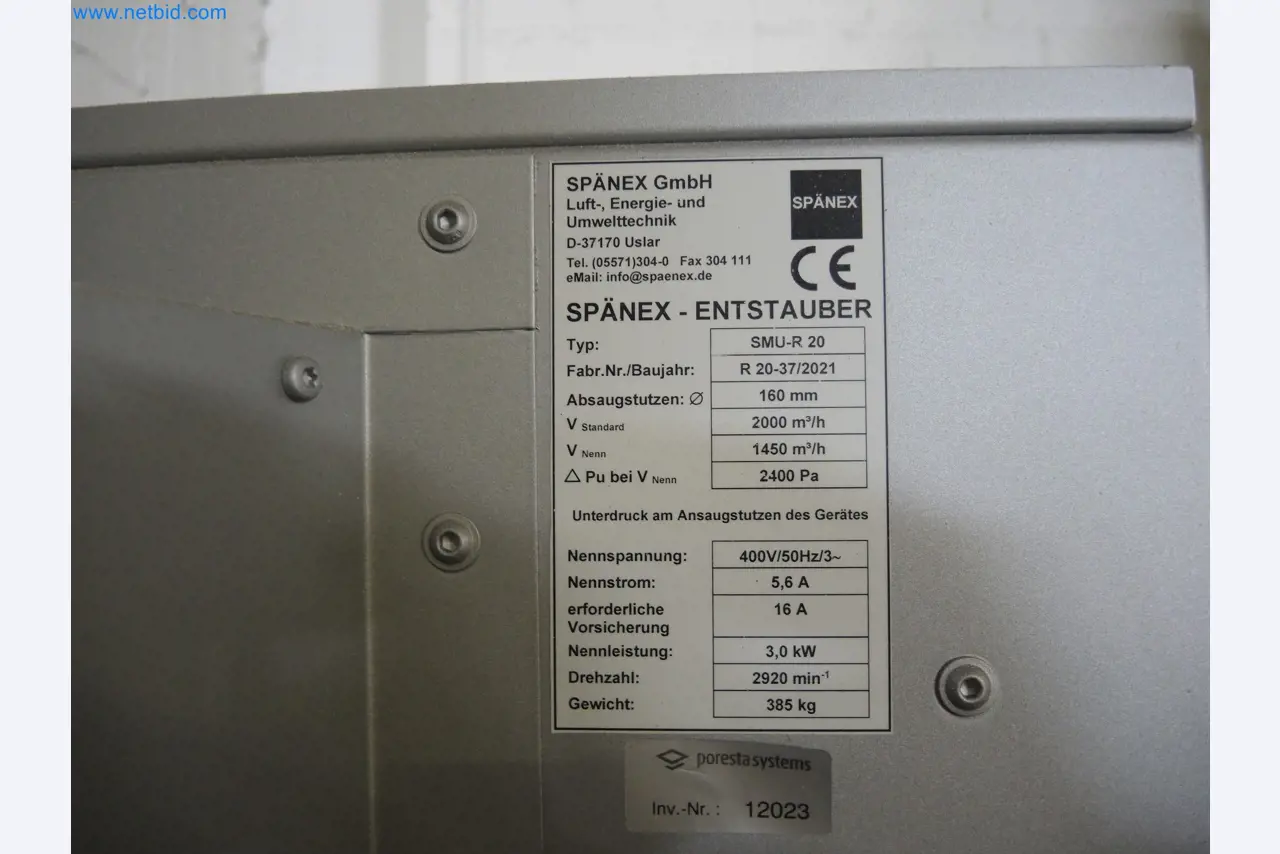 www.netbid.com
SPÄNEX GmbH
Luft-, Energie- und
Umwelttechnik
D-37170 Uslar
Tel. (05571)304-0 Fax 304 111
eMail: info@spaenex.de
SPÄNEX
CE
SPÄNEX - ENTSTAUBER
Typ: SMU-R 20
Fabr.Nr./Baujahr: R 20-37/2021
Absaugstutzen: Ø 160 mm
V Standard 2000 m³/h
V Nenn 1450 m³/h
△ Pu bei V Nenn 2400 Pa
Unterdruck am Ansaugstutzen des Gerätes
Nennspannung: 400V/50Hz/3~
Nennstrom: 5,6 A
erforderliche 16 A
Vorsicherung
Nennleistung: 3,0 kW
Drehzahl: 2920 min⁻¹
Gewicht: 385 kg
porestasystems
Inv.-Nr.: 12023